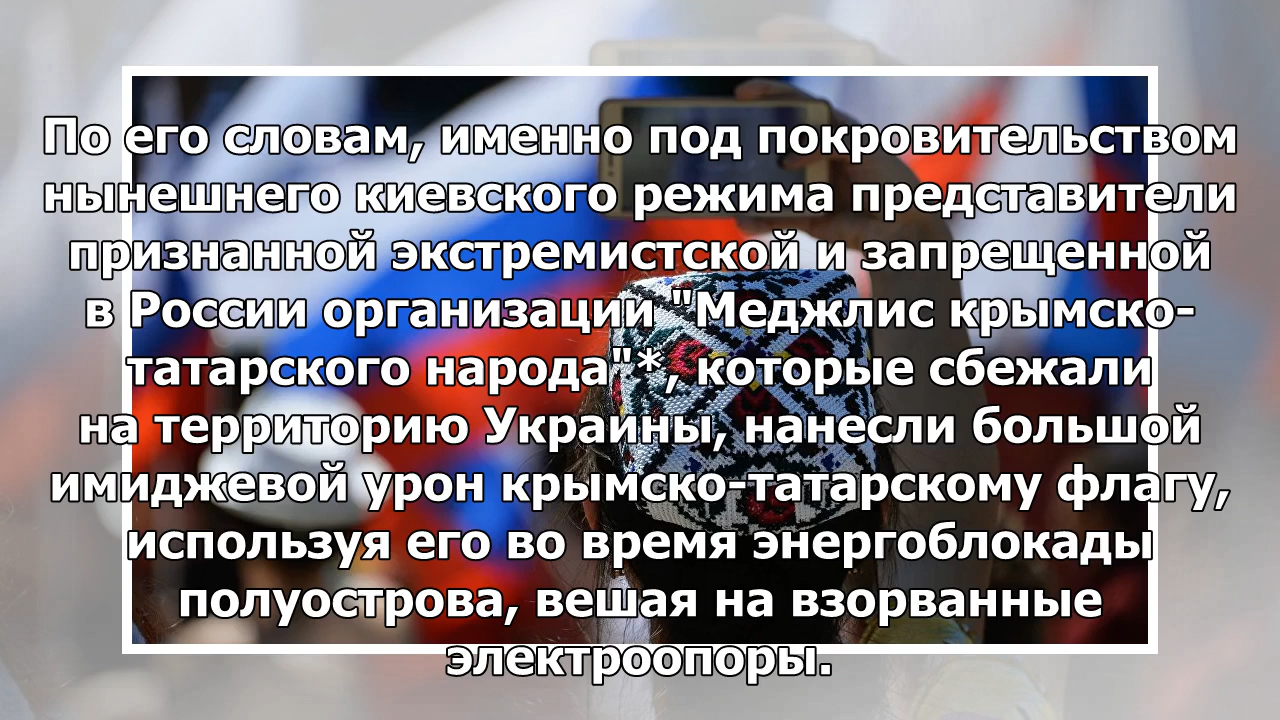 По его словам, именно под покровительством
нынешнего киевского режима представители
признанной экстремистской и запрещенной
в России организации "Меджлис крымско-
татарского народа"*, которые сбежали
на территорию Украины, нанесли большой
имиджевой урон крымско-татарскому флагу,
используя его во время энергоблокады
полуострова, вешая на взорванные
электроопоры.